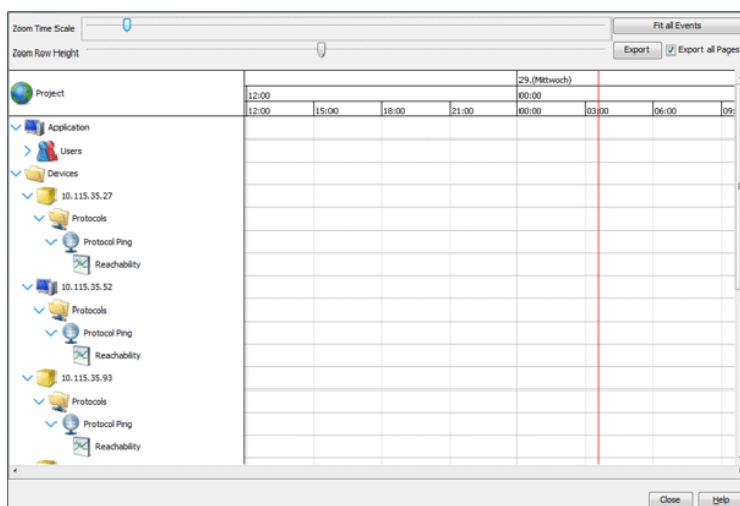 Zoom Time Scale
Fit all Events
Zoom Row Height
Export
Export all Pages
Project
29.(Mittwoch)
12:00
00:00
12:00
15:00
18:00
21:00
00:00
03:00
06:00
09:
Application
Users
Devices
10.115.35.27
Protocols
Protocol Ping
Reachability
10.115.35.52
Protocols
Protocol Ping
Reachability
10.115.35.93
Protocols
Protocol Ping
Reachability
Close
Help